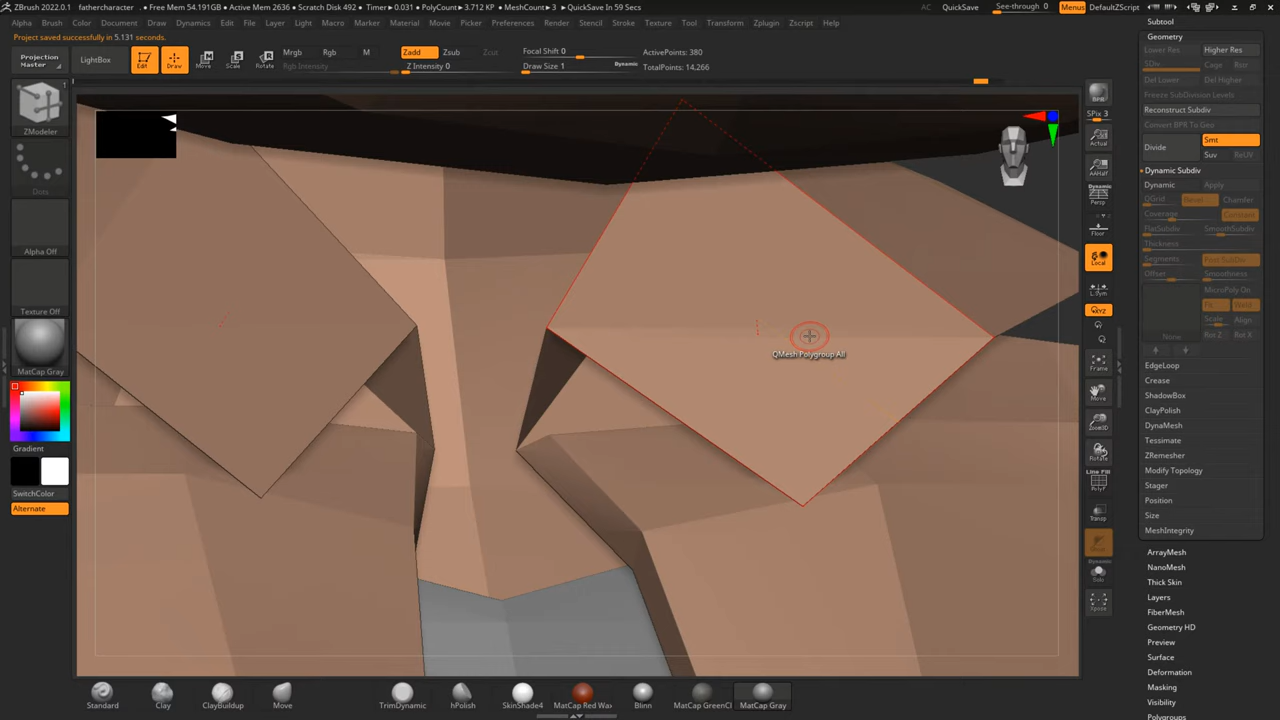 ZBrush 2022.0.1 fathercharacter . • Free Mem 54.191GB • Active Mem 2636 • Scratch Disk 492 • Timer▸0.031 • PolyCount▸3.712 KP • MeshCount▸3 • QuickSave In 59 Secs
AC QuickSave See-through 0 Menus DefaultZScript
Alpha Brush Color Document Draw Dynamics Edit File Layer Light Macro Marker Material Movie Picker Preferences Render Stencil Stroke Texture Tool Transform Zplugin Zscript Help
Project saved successfully in 5.131 seconds.
Projection Master
LightBox
Edit
Draw
Move
Scale
Rotate
Mrgb Rgb M
Rgb Intensity
Zadd Zsub Cut
Z Intensity 0
Focal Shift 0
Draw Size 1
Dynamic
ActivePoints: 380
TotalPoints: 14,266
1
ZModeler
Dots
Alpha Off
Texture Off
MatCap Gray
Gradient
SwitchColor
Alternate
QMesh Polygroup All
BPR
SPix 3
Actual
AAHalf
Dynamic
Persp
Floor
Local
L.Sym
Frame
Move
Zoom3D
Rotate
Line Fill
PolyF
Transp
Dynamic
Solo
Xpose
Subtool
Geometry
Lower Res Higher Res
SDiv Cage Rstr
Del Lower Del Higher
Freeze SubDivision Levels
Reconstruct Subdiv
Convert BPR To Geo
Divide
Smt
Suv ReUV
Dynamic Subdiv
Dynamic Apply
QGrid Bevel Chamfer
Coverage Constant
FlatSubdiv SmoothSubdiv
Thickness
Segments Post SubDiv
Offset Smoothness
MicroPoly On
Fx Weld
Scale Align
None Rot Z Rot X
EdgeLoop
Crease
ShadowBox
ClayPolish
DynaMesh
Tessimate
ZRemesher
Modify Topology
Stager
Position
Size
MeshIntegrity
ArrayMesh
NanoMesh
Thick Skin
Layers
FiberMesh
Geometry HD
Preview
Surface
Deformation
Masking
Visibility
Polygroups
Standard Clay ClayBuildup Move TrimDynamic hPolish SkinShade4 MatCap Red Wax Blinn MatCap GreenCl MatCap Gray